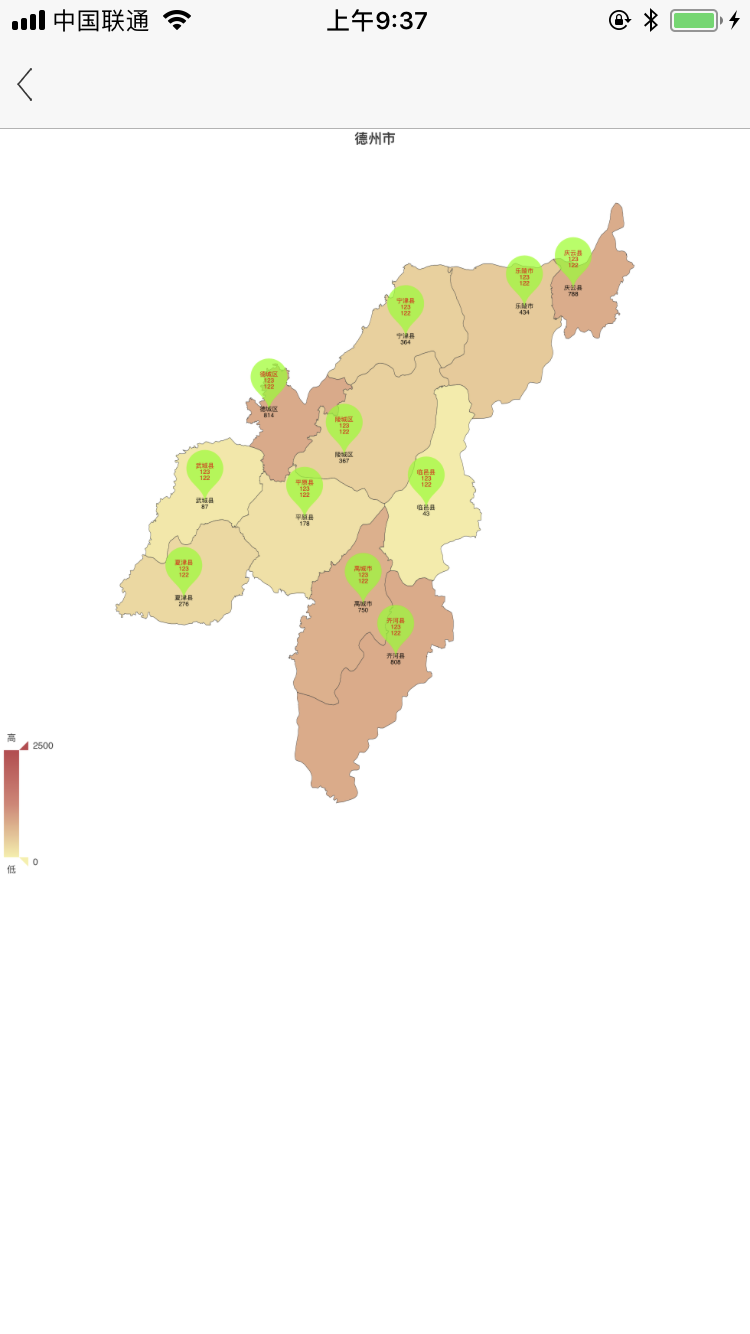 中国联通
上午9:37
德州市
庆云县
123
122
庆云县
788
乐陵市
123
122
乐陵市
434
宁津县
123
122
宁津县
364
德城区
123
122
德城区
814
陵城区
123
122
陵城区
367
武城县
123
122
武城县
87
平原县
123
122
平原县
178
临邑县
123
122
临邑县
43
夏津县
123
122
夏津县
276
禹城市
123
122
禹城市
750
齐河县
123
122
齐河县
808
高
2500
0
低